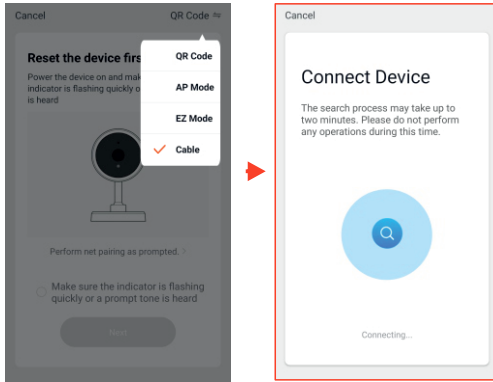 Cancel
QR Code
Reset the device firs
Power the device on and mak
indicator is flashing quickly o
is heard
QR Code
AP Mode
EZ Mode
Cable
Perform net pairing as prompted. >
Make sure the indicator is flashing
quickly or a prompt tone is heard
Next
Cancel
Connect Device
The search process may take up to
two minutes. Please do not perform
any operations during this time.
Connecting...